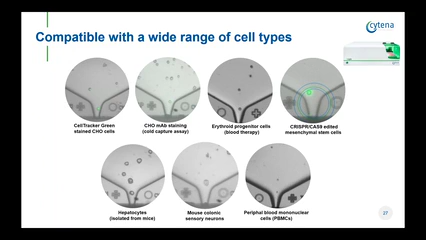 cytena
Compatible with a wide range of cell types
CellTracker Green
stained CHO cells
CHO mAb staining
(cold capture assay)
Erythroid progenitor cells
(blood therapy)
CRISPR/CAS9 edited
mesenchymal stem cells
Hepatocytes
(isolated from mice)
Mouse colonic
sensory neurons
Periphal blood mononuclear
cells (PBMCs)
27